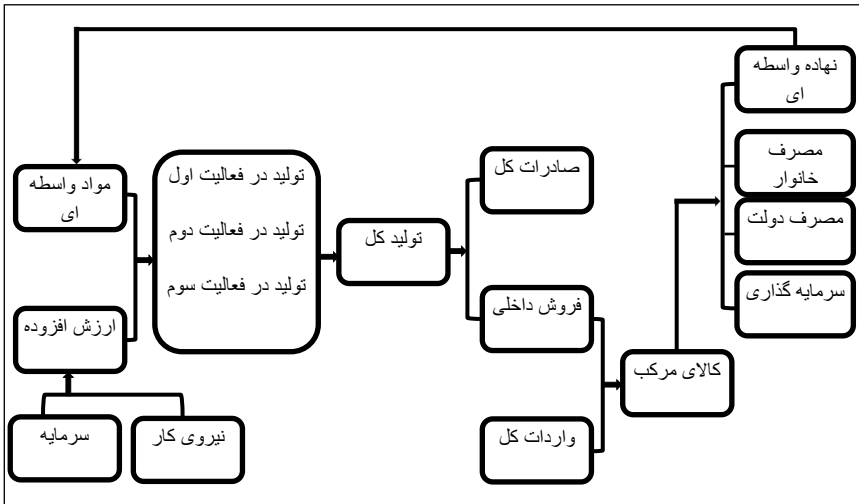 نهاده واسطه
ای
مصرف
خانوار
مصرف دولت
سرمایه گذاری
صادرات کل
فروش داخلی
واردات کل
کالای مرکب
تولید کل
تولید در فعالیت اول
تولید در فعالیت دوم
تولید در فعالیت سوم
مواد واسطه
ای
ارزش افزوده
نیروی کار
سرمایه